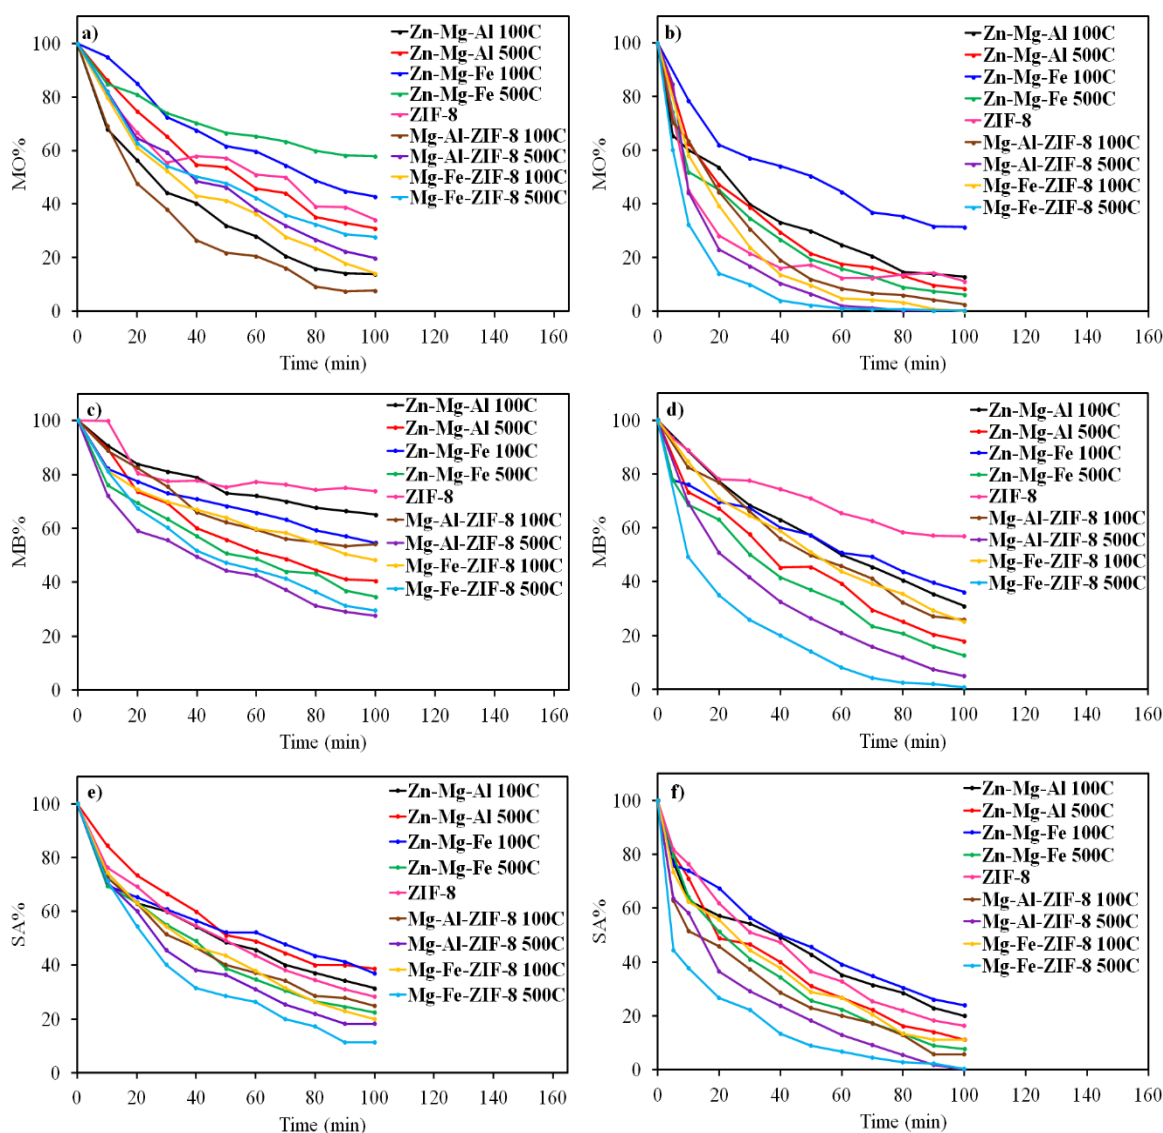 a)
MO%
100
80
60
40
20
0
0 20 40 60 80 100 120 140 160
Time (min)
Zn-Mg-Al 100C
Zn-Mg-Al 500C
Zn-Mg-Fe 100C
Zn-Mg-Fe 500C
ZIF-8
Mg-Al-ZIF-8 100C
Mg-Al-ZIF-8 500C
Mg-Fe-ZIF-8 100C
Mg-Fe-ZIF-8 500C
b)
MO%
100
80
60
40
20
0
0 20 40 60 80 100 120 140 160
Time (min)
Zn-Mg-Al 100C
Zn-Mg-Al 500C
Zn-Mg-Fe 100C
Zn-Mg-Fe 500C
ZIF-8
Mg-Al-ZIF-8 100C
Mg-Al-ZIF-8 500C
Mg-Fe-ZIF-8 100C
Mg-Fe-ZIF-8 500C
c)
MB%
100
80
60
40
20
0
0 20 40 60 80 100 120 140 160
Time (min)
Zn-Mg-Al 100C
Zn-Mg-Al 500C
Zn-Mg-Fe 100C
Zn-Mg-Fe 500C
ZIF-8
Mg-Al-ZIF-8 100C
Mg-Al-ZIF-8 500C
Mg-Fe-ZIF-8 100C
Mg-Fe-ZIF-8 500C
d)
MB%
100
80
60
40
20
0
0 20 40 60 80 100 120 140 160
Time (min)
Zn-Mg-Al 100C
Zn-Mg-Al 500C
Zn-Mg-Fe 100C
Zn-Mg-Fe 500C
ZIF-8
Mg-Al-ZIF-8 100C
Mg-Al-ZIF-8 500C
Mg-Fe-ZIF-8 100C
Mg-Fe-ZIF-8 500C
e)
SA%
100
80
60
40
20
0
0 20 40 60 80 100 120 140 160
Time (min)
Zn-Mg-Al 100C
Zn-Mg-Al 500C
Zn-Mg-Fe 100C
Zn-Mg-Fe 500C
ZIF-8
Mg-Al-ZIF-8 100C
Mg-Al-ZIF-8 500C
Mg-Fe-ZIF-8 100C
Mg-Fe-ZIF-8 500C
f)
SA%
100
80
60
40
20
0
0 20 40 60 80 100 120 140 160
Time (min)
Zn-Mg-Al 100C
Zn-Mg-Al 500C
Zn-Mg-Fe 100C
Zn-Mg-Fe 500C
ZIF-8
Mg-Al-ZIF-8 100C
Mg-Al-ZIF-8 500C
Mg-Fe-ZIF-8 100C
Mg-Fe-ZIF-8 500C